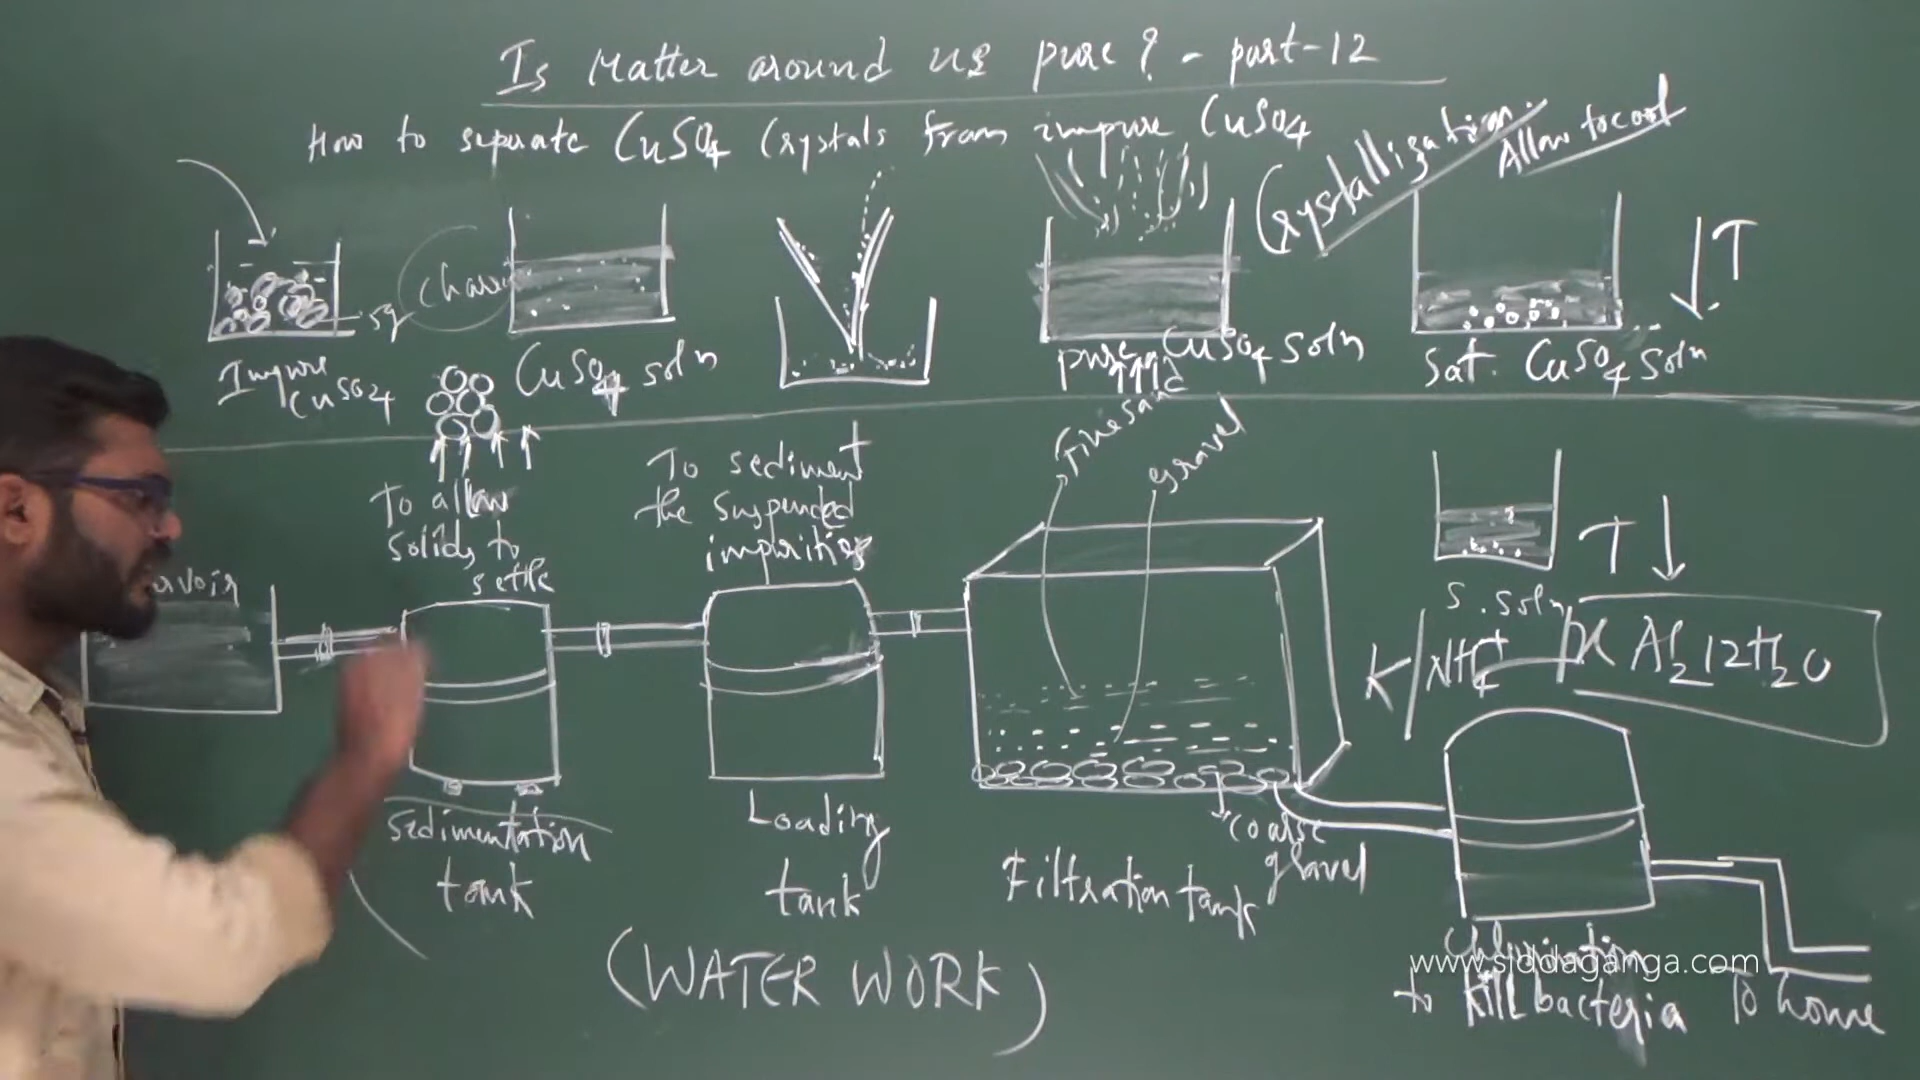 Is Matter around us pure? - part-12
How to separate CuSO4 Crystals from impure CuSO4
Crystallization.
Allow to cool
T
Impure
CuSO4
CuSO4 soln
pure CuSO4 soln
Sat. CuSO4 soln
To allow
solids to
settle
To sediment
the suspended
impurities
Fine sand
gravel
T
S. soln
avoir
K/NH4+
Al2 12H2O
Sedimentation
tank
Loading
tank
Filtration tank
coarse
gravel
(WATER WORK)
to kill bacteria
To home
www.siddaganga.com